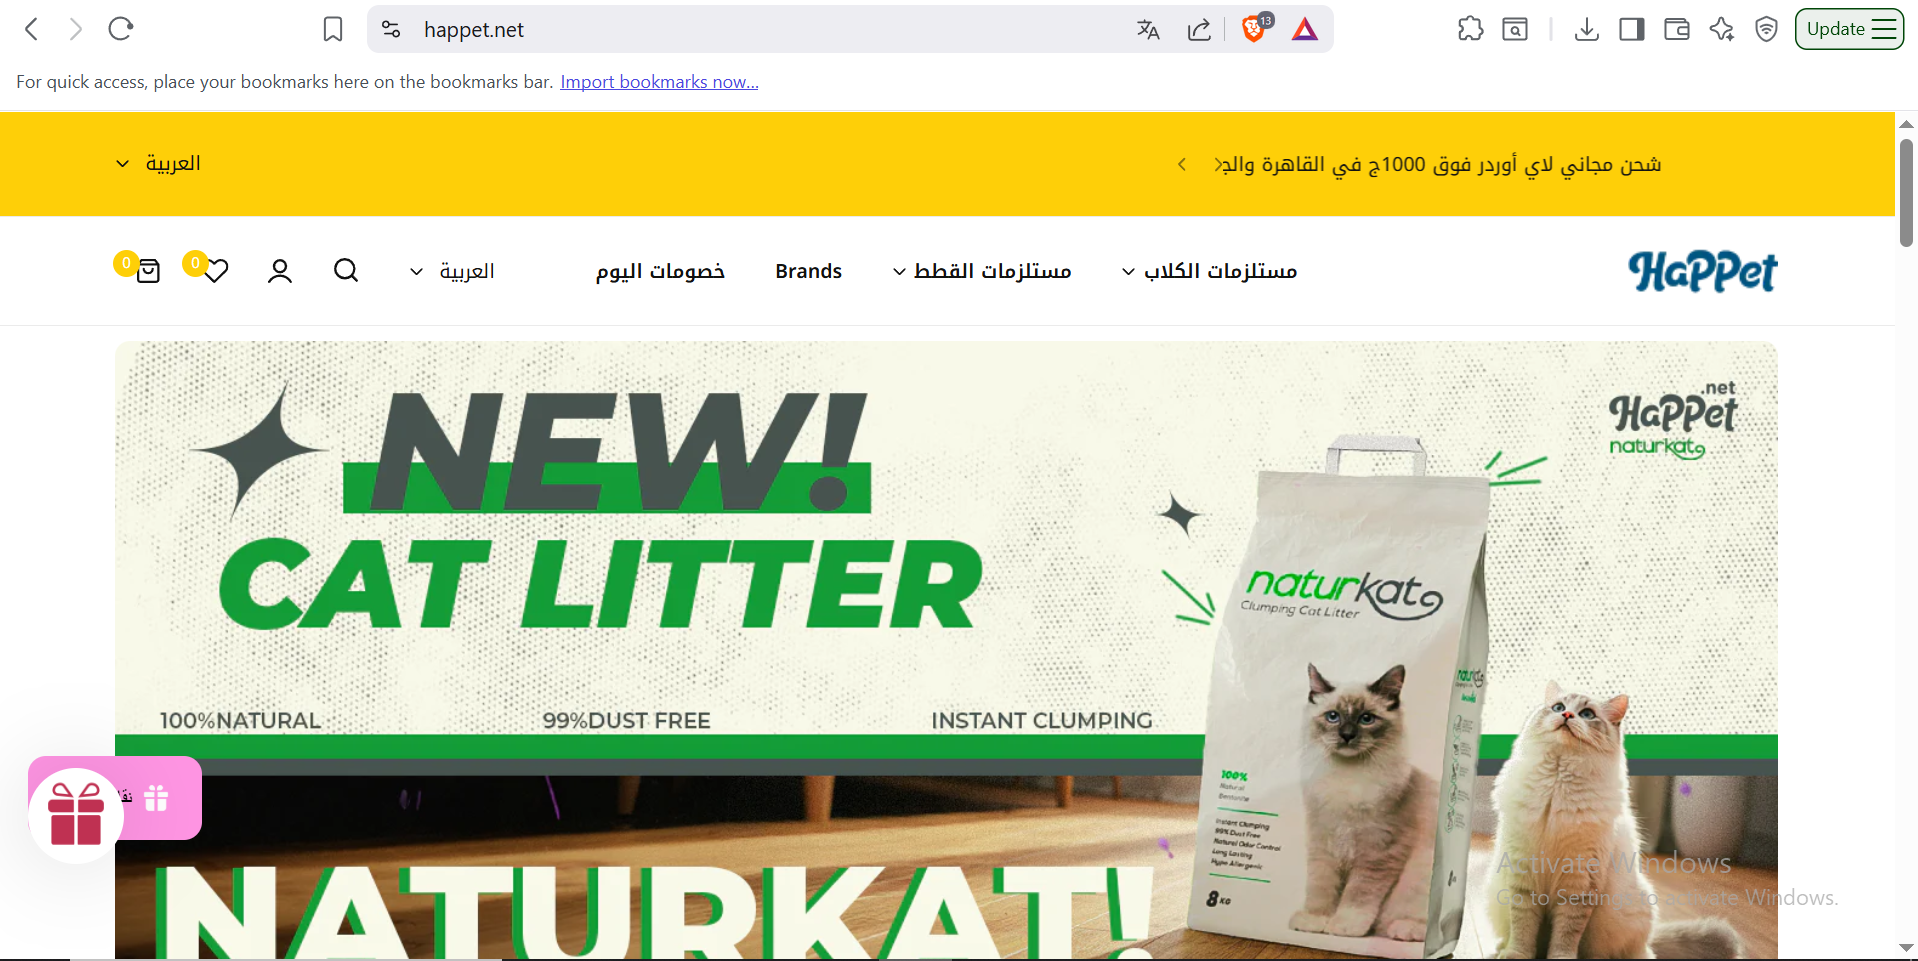 happet.net
13
Update
For quick access, place your bookmarks here on the bookmarks bar. Import bookmarks now...
شحن مجاني لاي أوردر فوق 1000ج في القاهرة
العربية
HaPPet
مستلزمات الكلاب
مستلزمات القطط
Brands
خصومات اليوم
العربية
0
0
NEW!
CAT LITTER
.net
HaPPet
naturkat
100%NATURAL
99%DUST FREE
INSTANT CLUMPING
naturkat
Clumping Cat Litter
100%
Natural
Bentonite
Instant Clumping
99% Dust Free
Natural Odor Control
Long Lasting
Hypo Allergenic
8 KG
NATURKAT!
Activate Windows
Go to Settings to activate Windows.